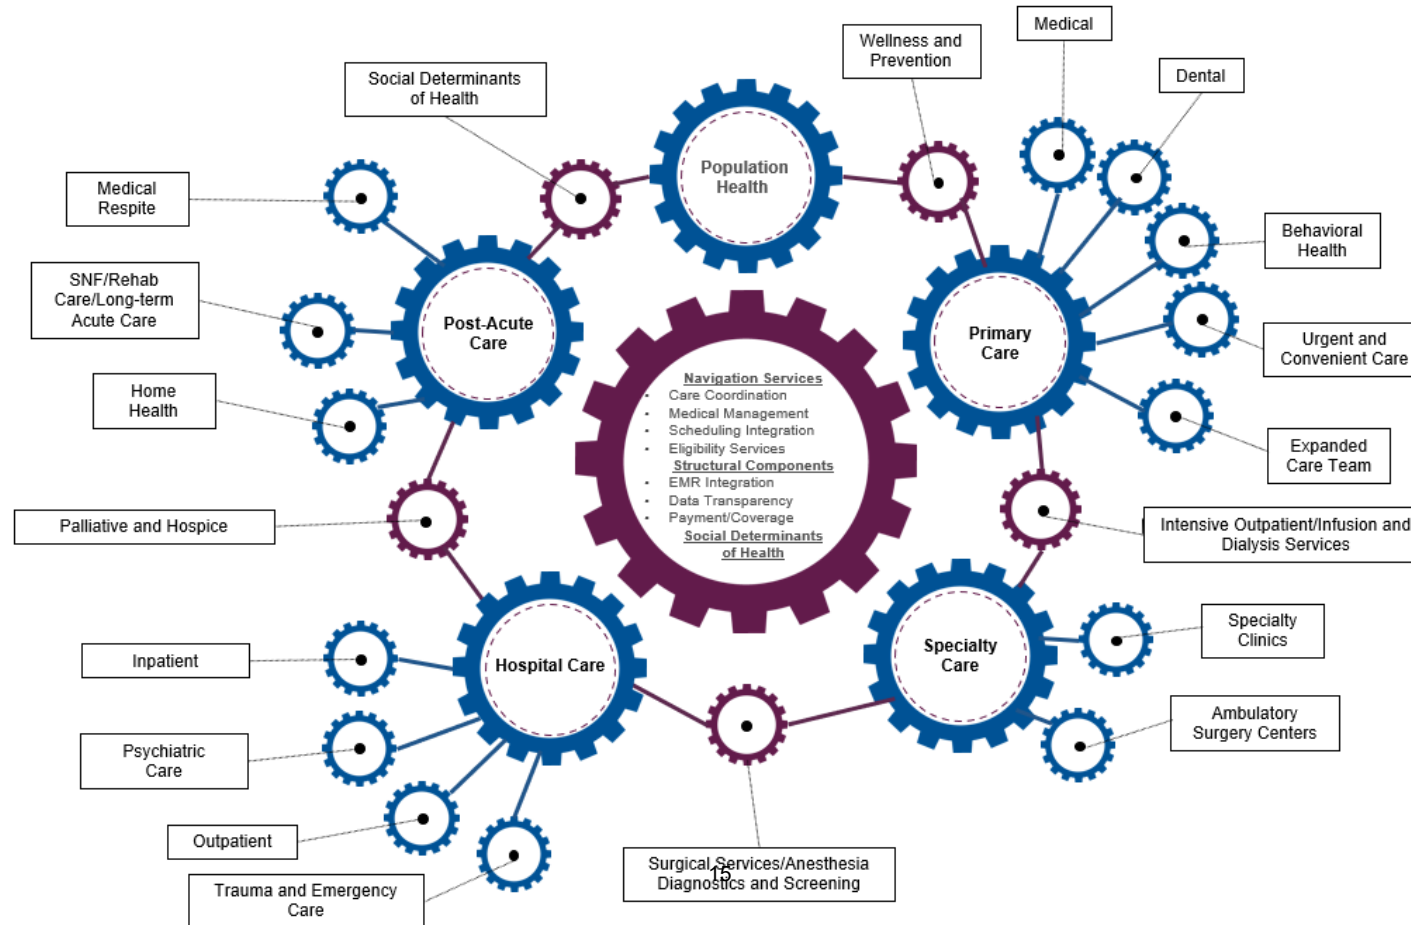 Medical
Wellness and
Prevention
Dental
Social Determinants
of Health
Population
Health
Medical
Respite
Behavioral
Health
SNF/Rehab
Care/Long-term
Acute Care
Post-Acute
Care
Primary
Care
Urgent and
Convenient Care
Home
Health
Navigation Services
• Care Coordination
• Medical Management
• Scheduling Integration
• Eligibility Services
Structural Components
• EMR Integration
• Data Transparency
• Payment/Coverage
Social Determinants
of Health
Expanded
Care Team
Palliative and Hospice
Intensive Outpatient/Infusion and
Dialysis Services
Specialty
Clinics
Inpatient
Hospital Care
Specialty
Care
Ambulatory
Surgery Centers
Psychiatric
Care
Outpatient
Surgical Services/Anesthesia
Diagnostics and Screening
15
Trauma and Emergency
Care